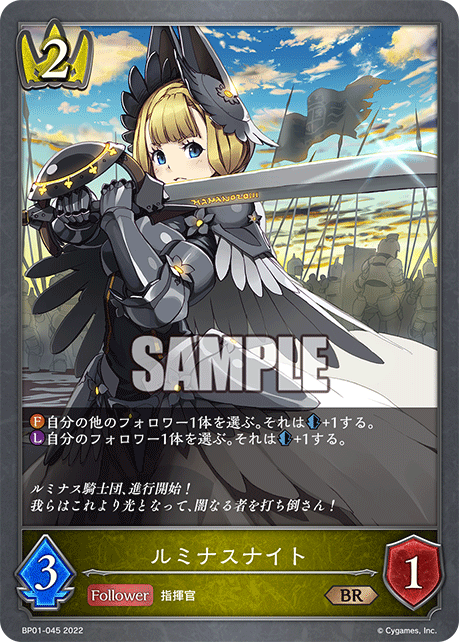 2
SAMPLE
F 自分の他のフォロワー1体を選ぶ。それは+1する。
L 自分のフォロワー1体を選ぶ。それは+1する。
ルミナス騎士団、進行開始!
我らはこれより光となって、闇なる者を打ち倒さん!
ルミナスナイト
3
Follower 指揮官
BR
1
BP01-045 2022
© Cygames, Inc.